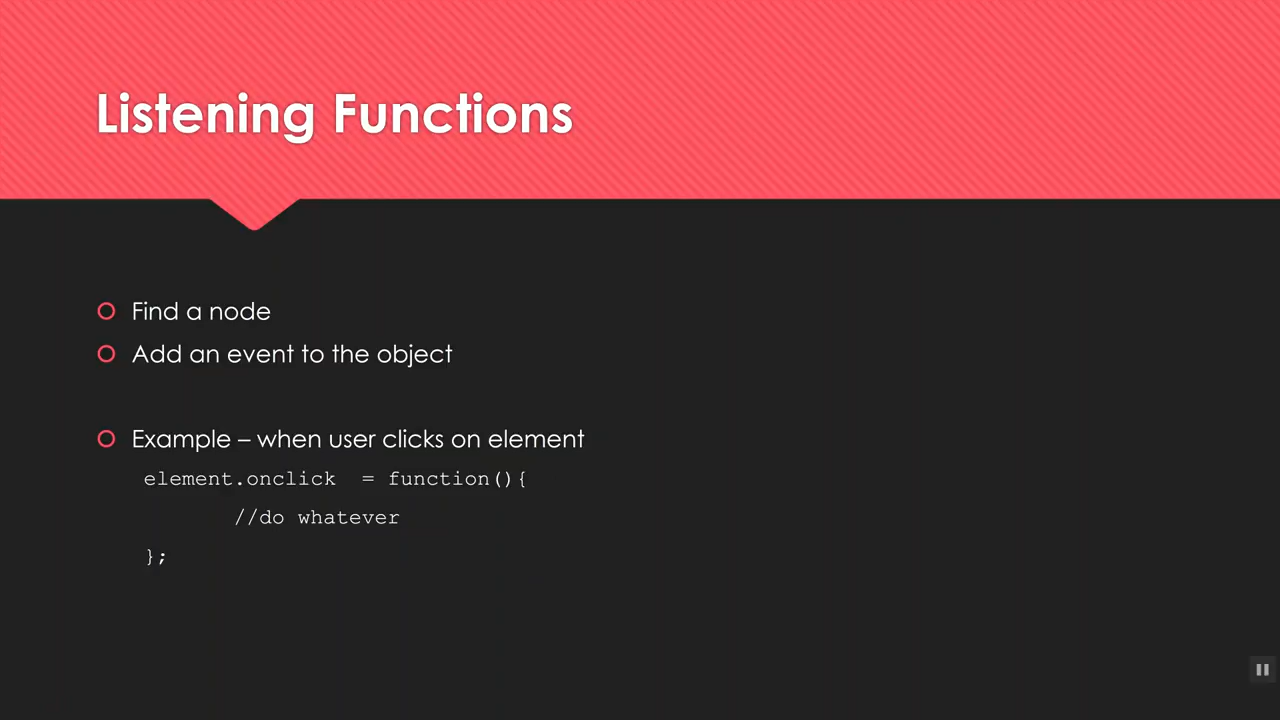 Listening Functions
Find a node
Add an event to the object
Example – when user clicks on element
element.onclick  = function(){
//do whatever
};